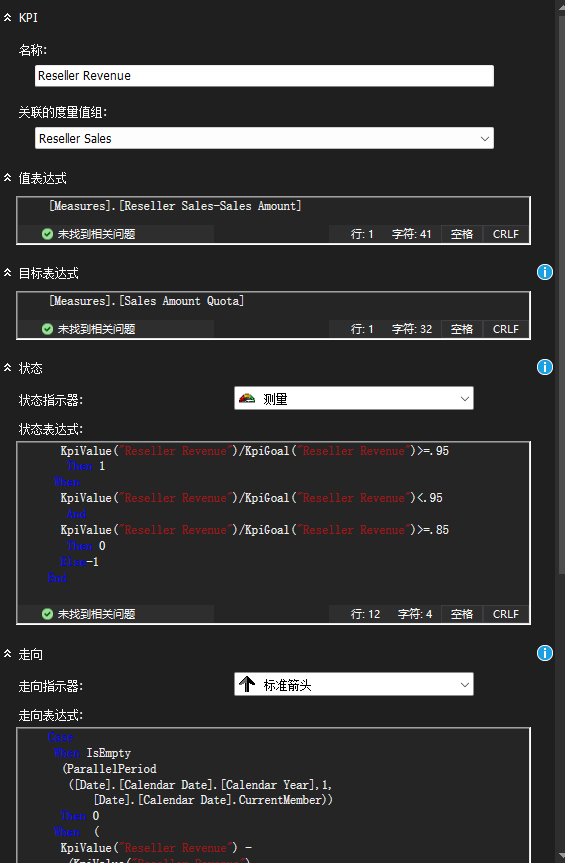 KPI
名称:
Reseller Revenue
关联的度量值组:
Reseller Sales
值表达式
[Measures].[Reseller Sales-Sales Amount]
未找到相关问题 行: 1 字符: 41 空格 CRLF
目标表达式
[Measures].[Sales Amount Quota]
未找到相关问题 行: 1 字符: 32 空格 CRLF
状态
状态指示器: 测量
状态表达式:
KpiValue("Reseller Revenue")/KpiGoal("Reseller Revenue")>=.95
Then 1
When
KpiValue("Reseller Revenue")/KpiGoal("Reseller Revenue")<.95
And
KpiValue("Reseller Revenue")/KpiGoal("Reseller Revenue")>=.85
Then 0
Else-1
End
未找到相关问题 行: 12 字符: 4 空格 CRLF
走向
走向指示器: 标准箭头
走向表达式:
Case
When IsEmpty
(ParallelPeriod
([Date].[Calendar Date].[Calendar Year],1,
[Date].[Calendar Date].CurrentMember))
Then 0
When (
KpiValue("Reseller Revenue") -
(KpiValue("Reseller Revenue"),